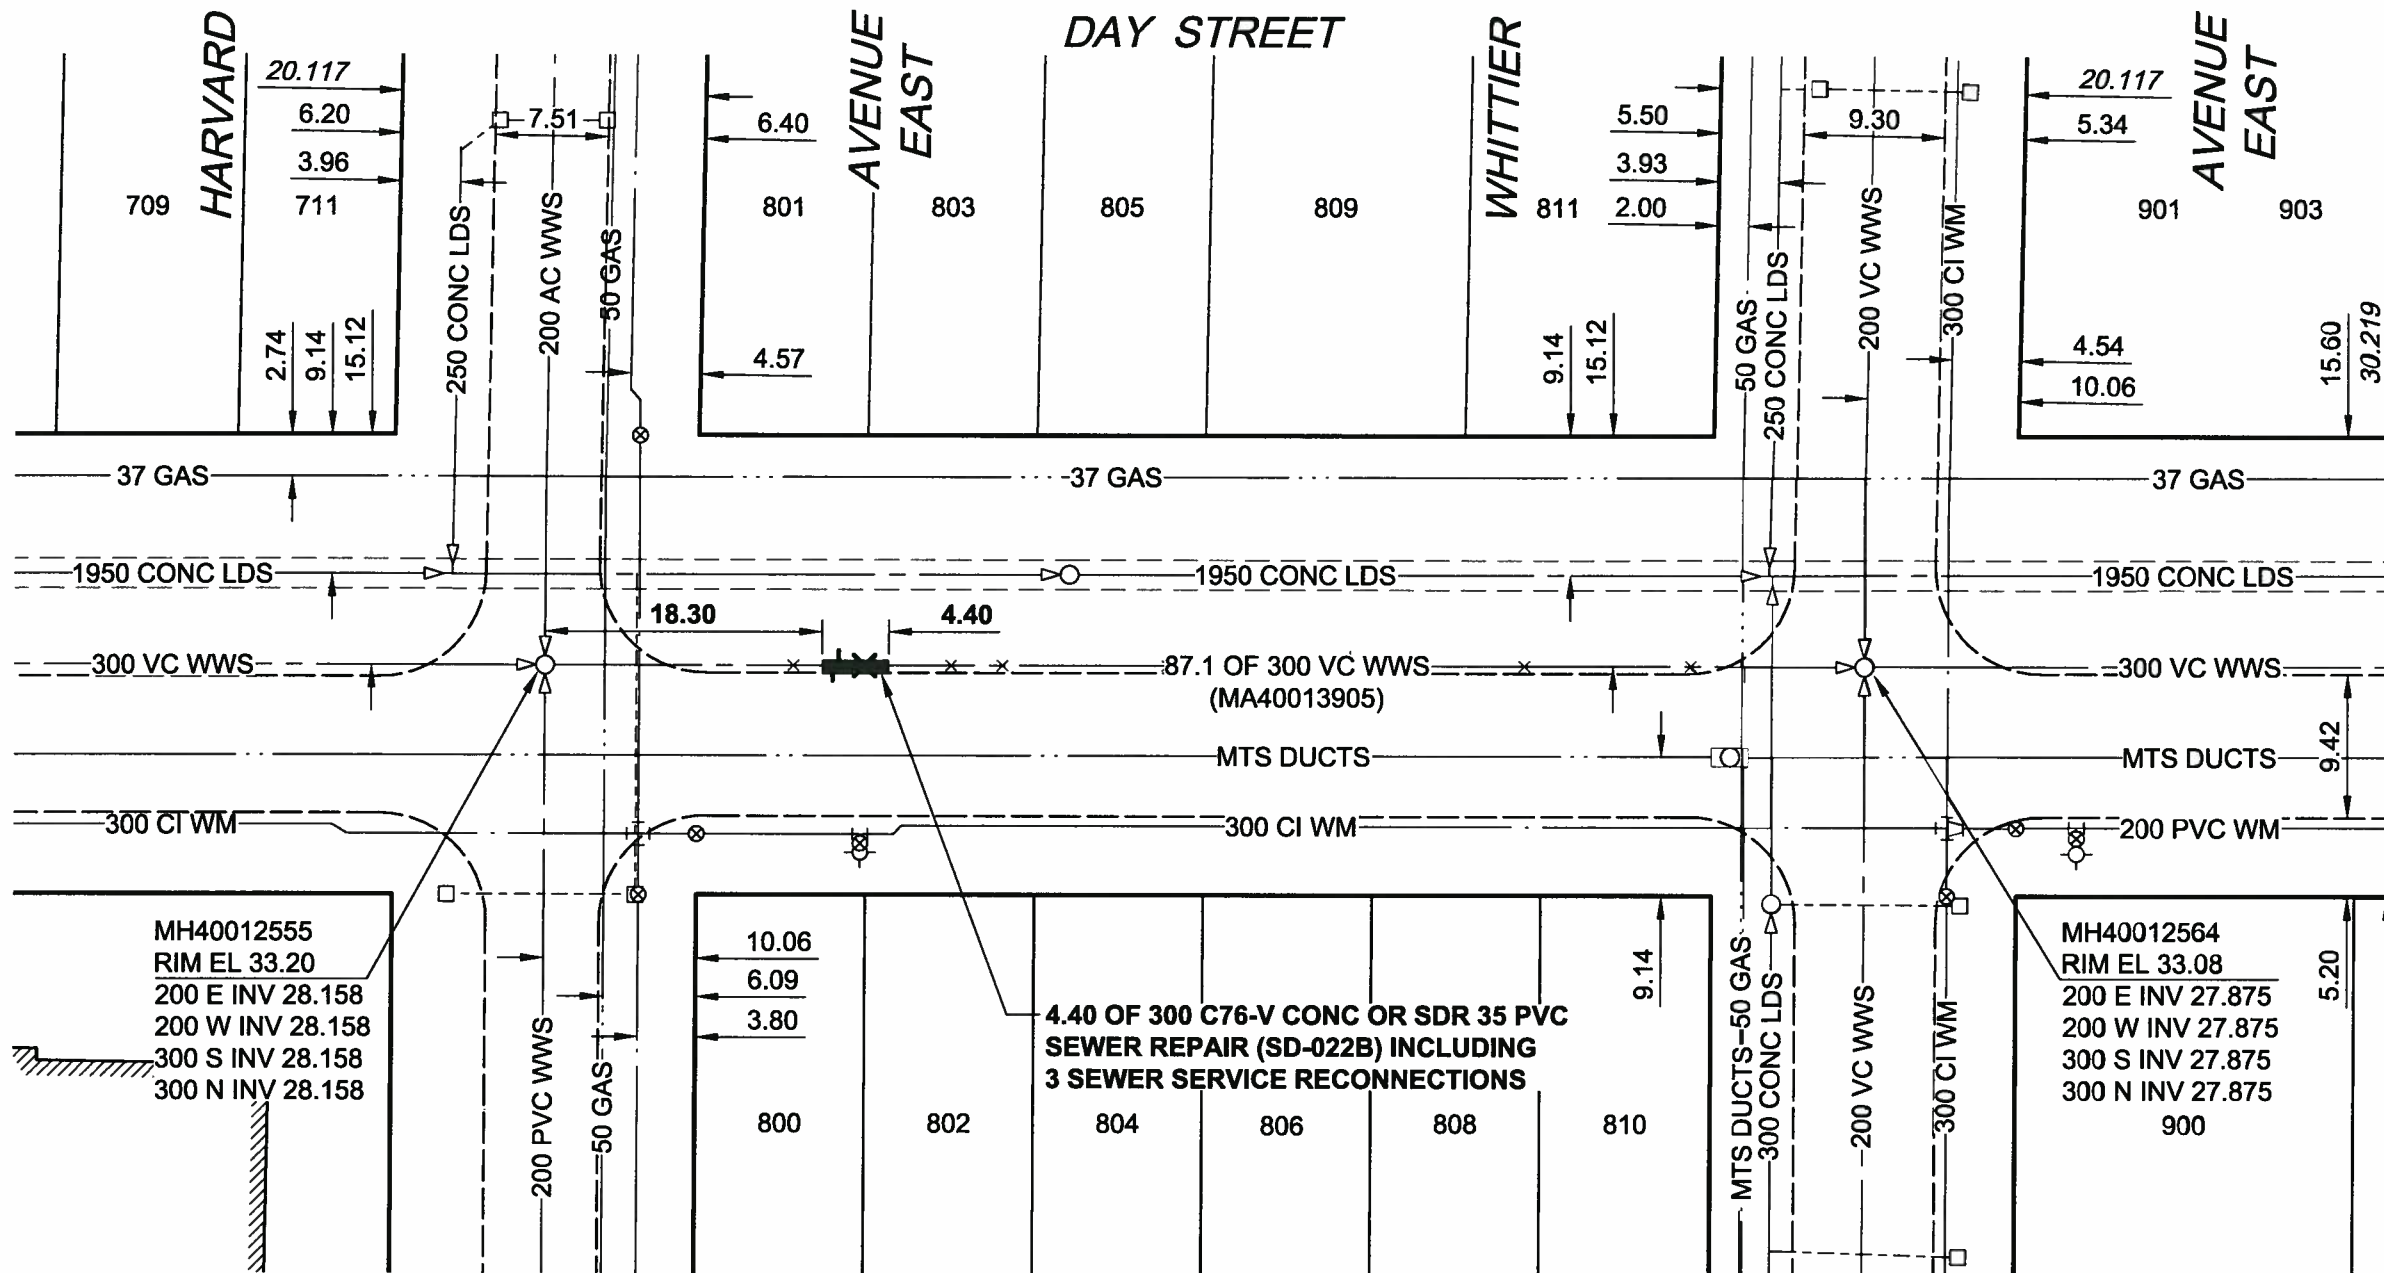 DAY STREET
HARVARD
AVENUE
EAST
WHITTIER
AVENUE
EAST
20.117
6.20
3.96
7.51
6.40
5.50
3.93
2.00
9.30
20.117
5.34
709
711
801
803
805
809
811
901
903
250 CONC LDS
200 AC WWS
50 GAS
50 GAS
250 CONC LDS
200 VC WWS
300 CI WM
2.74
9.14
15.12
4.57
9.14
15.12
4.54
10.06
15.60
30.219
37 GAS
37 GAS
37 GAS
1950 CONC LDS
1950 CONC LDS
1950 CONC LDS
18.30
4.40
300 VC WWS
87.1 OF 300 VC WWS
(MA40013905)
300 VC WWS
MTS DUCTS
MTS DUCTS
9.42
300 CI WM
300 CI WM
200 PVC WM
MH40012555
RIM EL 33.20
200 E INV 28.158
200 W INV 28.158
300 S INV 28.158
300 N INV 28.158
200 PVC WWS
50 GAS
10.06
6.09
3.80
4.40 OF 300 C76-V CONC OR SDR 35 PVC
SEWER REPAIR (SD-022B) INCLUDING
3 SEWER SERVICE RECONNECTIONS
9.14
MTS DUCTS
50 GAS
300 CONC LDS
200 VC WWS
300 CI WM
MH40012564
RIM EL 33.08
200 E INV 27.875
200 W INV 27.875
300 S INV 27.875
300 N INV 27.875
5.20
800
802
804
806
808
810
900